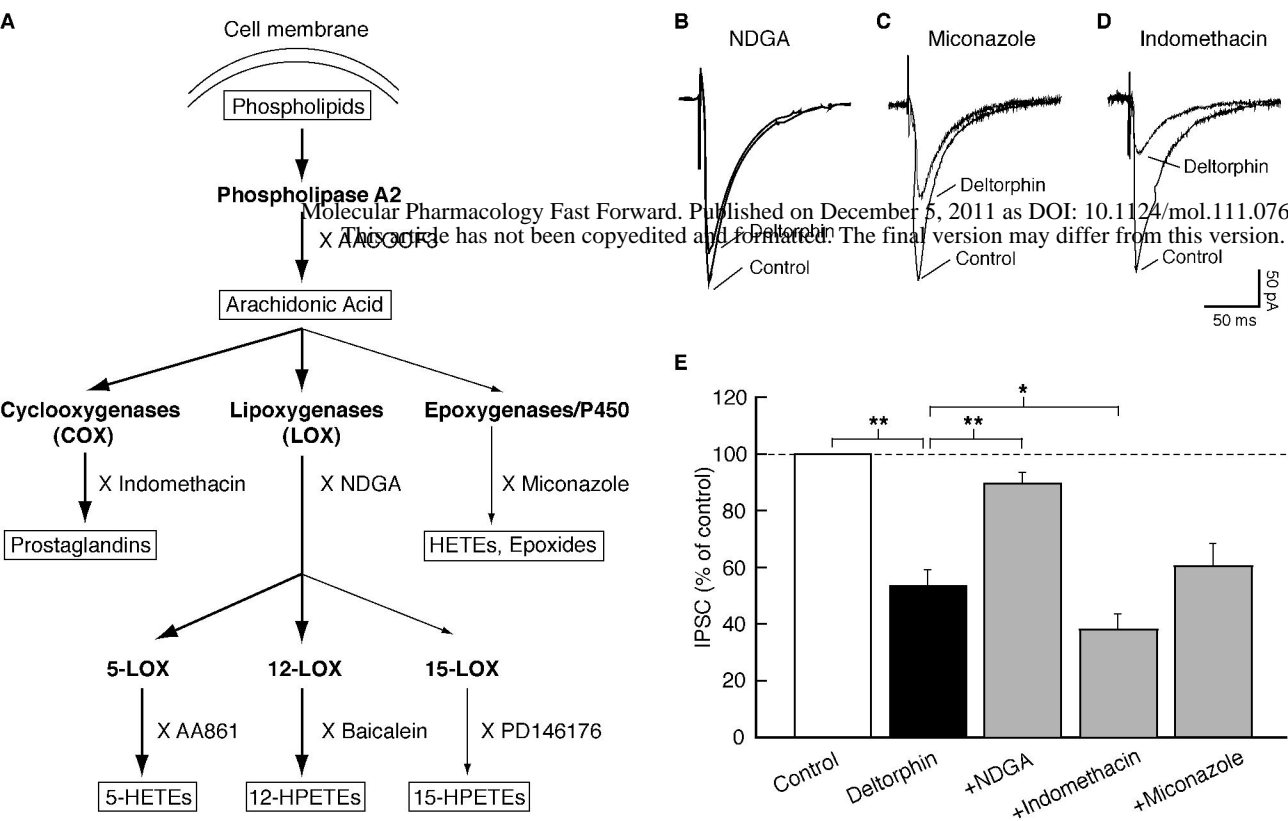 A
Cell membrane
Phospholipids
Phospholipase A2
X AACOCF3
Arachidonic Acid
Cyclooxygenases
(COX)
Lipoxygenases
(LOX)
Epoxygenases/P450
X Indomethacin
X NDGA
X Miconazole
Prostaglandins
HETEs, Epoxides
5-LOX
12-LOX
15-LOX
X AA861
X Baicalein
X PD146176
5-HETEs
12-HPETEs
15-HPETEs
Molecular Pharmacology Fast Forward. Published on December 5, 2011 as DOI: 10.1124/mol.111.076
This article has not been copyedited and formatted. The final version may differ from this version.
B
NDGA
Deltorphin
Control
C
Miconazole
Deltorphin
Control
D
Indomethacin
Deltorphin
Control
50 pA
50 ms
E
IPSC (% of control)
120
100
80
60
40
20
0
**
**
*
Control
Deltorphin
+NDGA
+Indomethacin
+Miconazole